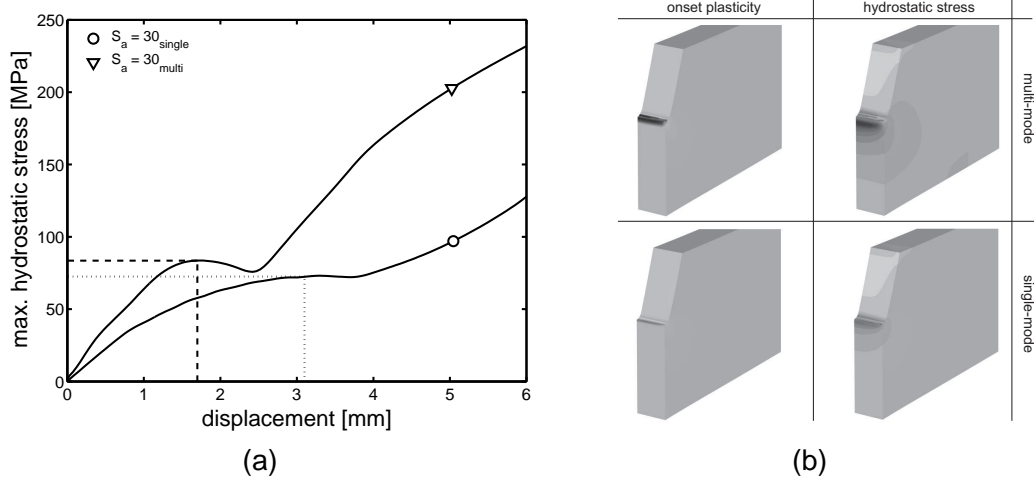 250
200
150
100
50
0
max. hydrostatic stress [MPa]
S_a = 30_single
S_a = 30_multi
0 1 2 3 4 5 6
displacement [mm]
(a)
onset plasticity hydrostatic stress
multi-mode
single-mode
(b)